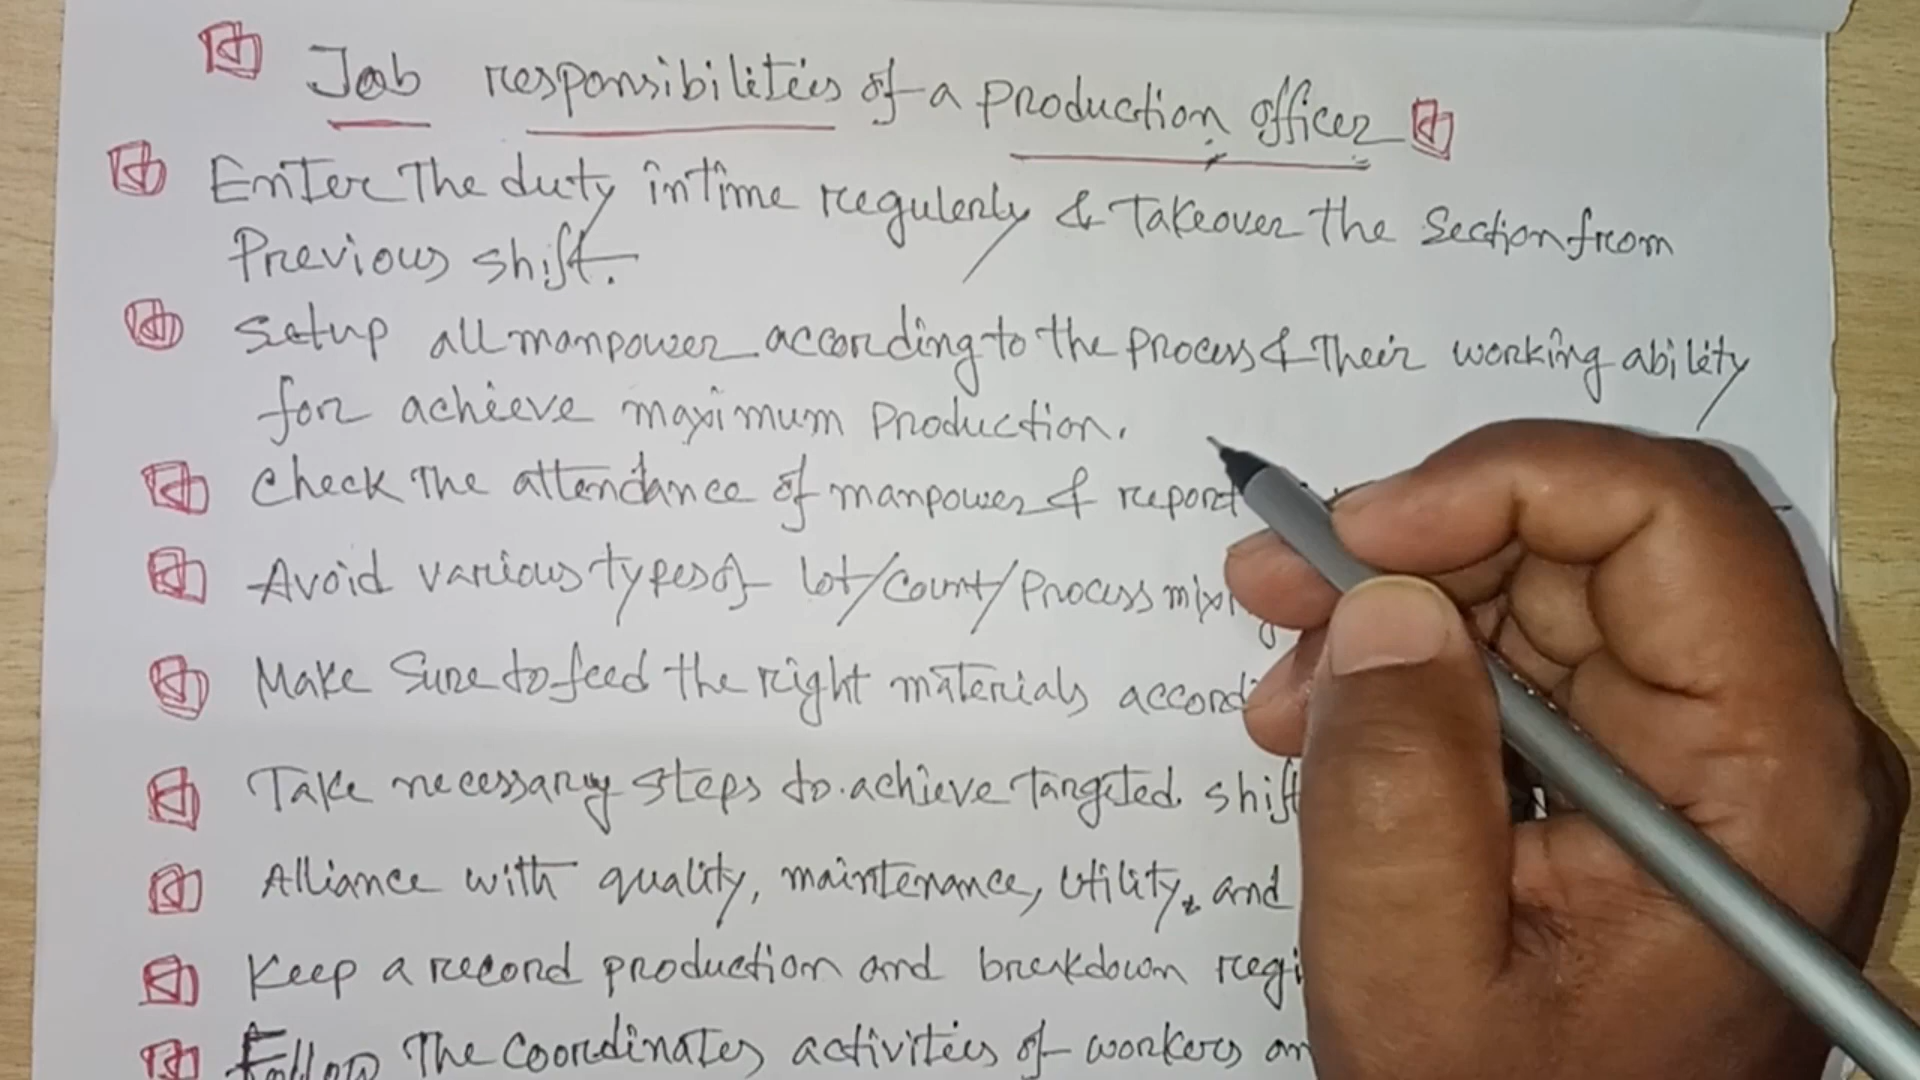 Job responsibilities of a production officer
Enter The duty intime regulerly & Takeover the Section from
Previous shift.
Setup all manpower according to the process & Their working ability
for achieve maximum production.
Check The attendance of manpower & report
Avoid various types of lot/count/process mixing
Make Sure to feed the right materials accord
Take necessary steps to achieve targeted shift
Alliance with quality, maintenance, utility, and
Keep a record production and breakdown regi
Follow The coordinates activities of workers an